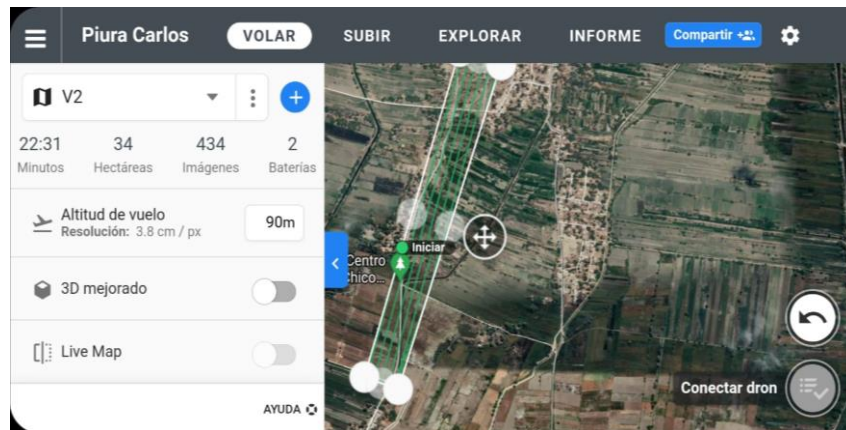 Piura Carlos
VOLAR
SUBIR
EXPLORAR
INFORME
Compartir
V2
22:31 34 434 2
Minutos Hectáreas Imágenes Baterías
Altitud de vuelo
Resolución: 3.8 cm / px
90m
3D mejorado
Live Map
AYUDA
Iniciar
Centro
Chico...
Conectar dron